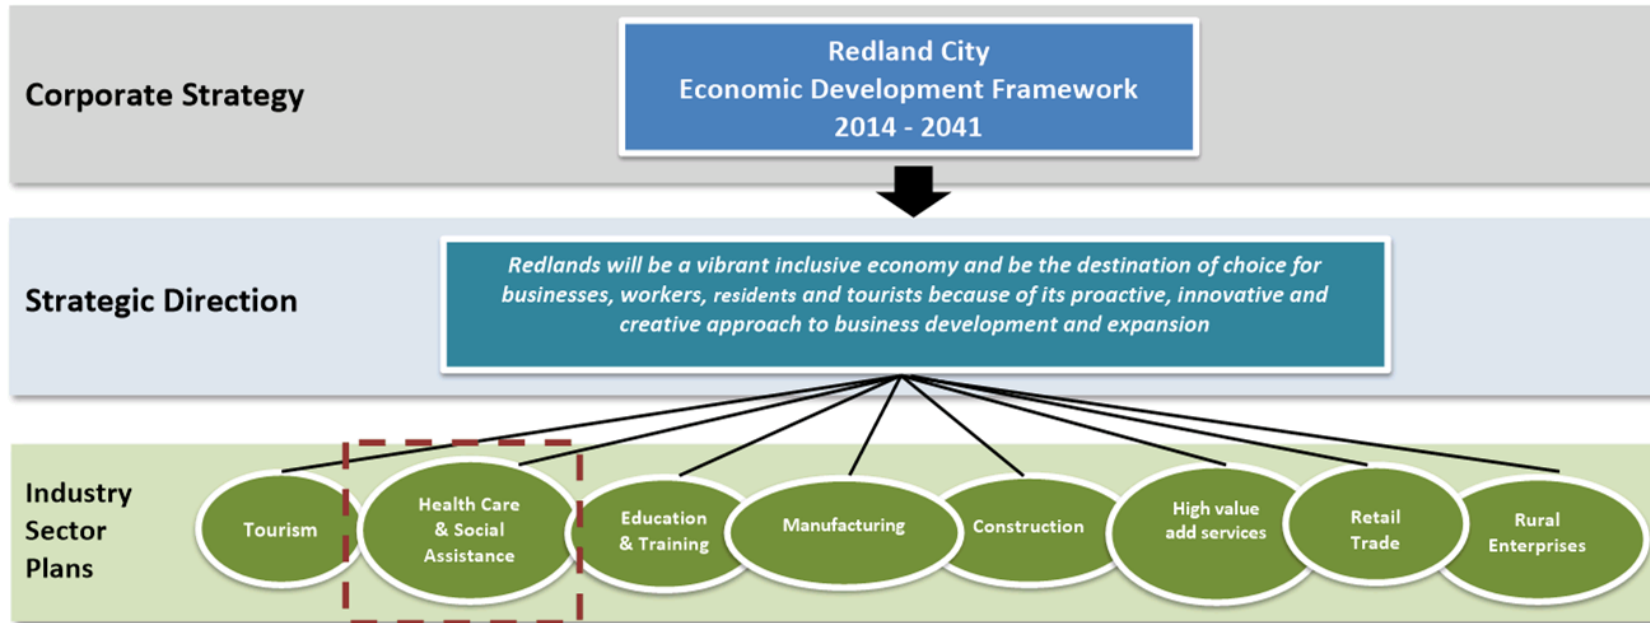 Corporate Strategy
Redland City
Economic Development Framework
2014 - 2041
Strategic Direction
Redlands will be a vibrant inclusive economy and be the destination of choice for
businesses, workers, residents and tourists because of its proactive, innovative and
creative approach to business development and expansion
Industry
Sector
Plans
Tourism
Health Care
& Social
Assistance
Education
& Training
Manufacturing
Construction
High value
add services
Retail
Trade
Rural
Enterprises